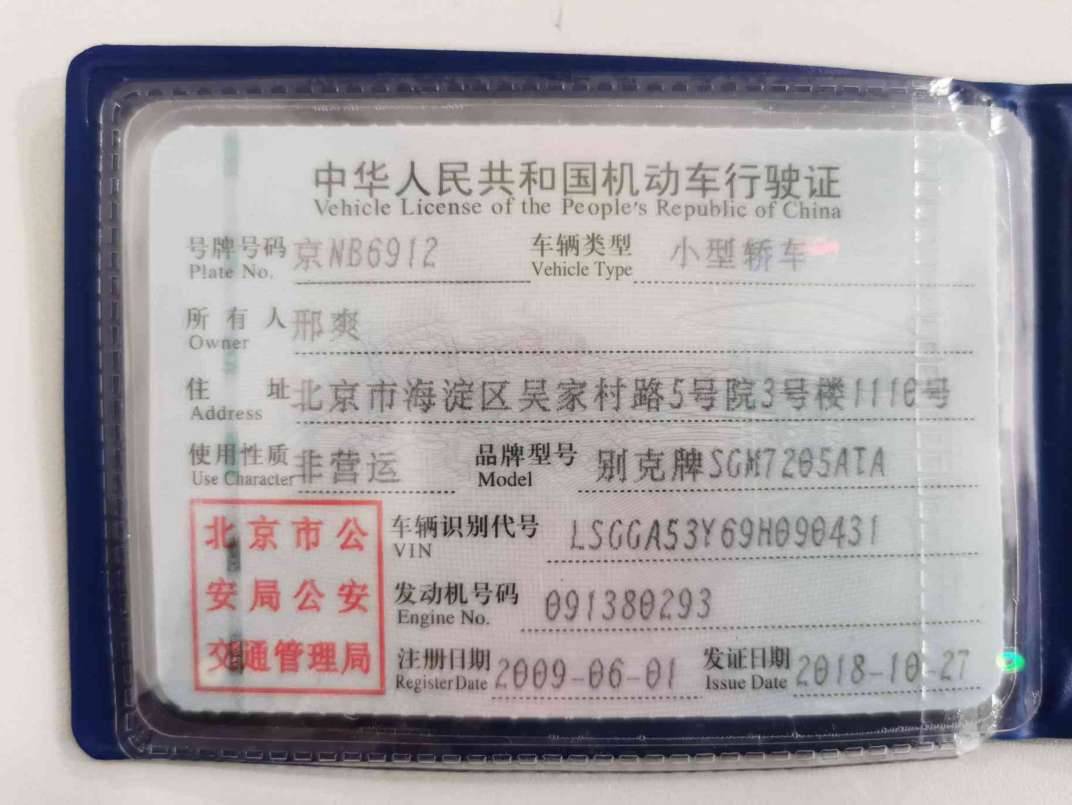 中华人民共和国机动车行驶证
Vehicle License of the People's Republic of China
号牌号码 京NB6912 车辆类型 小型轿车
Plate No. Vehicle Type
所有人 邢爽
Owner
住址 北京市海淀区吴家村路5号院3号楼1110号
Address
使用性质 非营运 品牌型号 别克牌SGM7205ATA
Use Character Model
北京市公安局公安交通管理局
车辆识别代号 LSGGA53Y69H090431
VIN
发动机号码 091380293
Engine No.
注册日期 2009-06-01 发证日期 2018-10-27
Register Date Issue Date